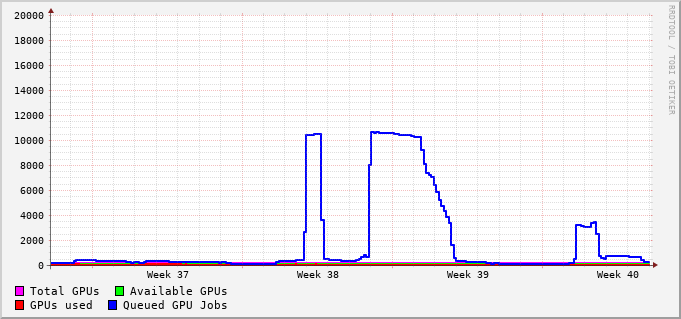 20000
18000
16000
14000
12000
10000
8000
6000
4000
2000
0
Week 37 Week 38 Week 39 Week 40
Total GPUs Available GPUs
GPUs used Queued GPU Jobs
RRDTOOL / TOBI OETIKER